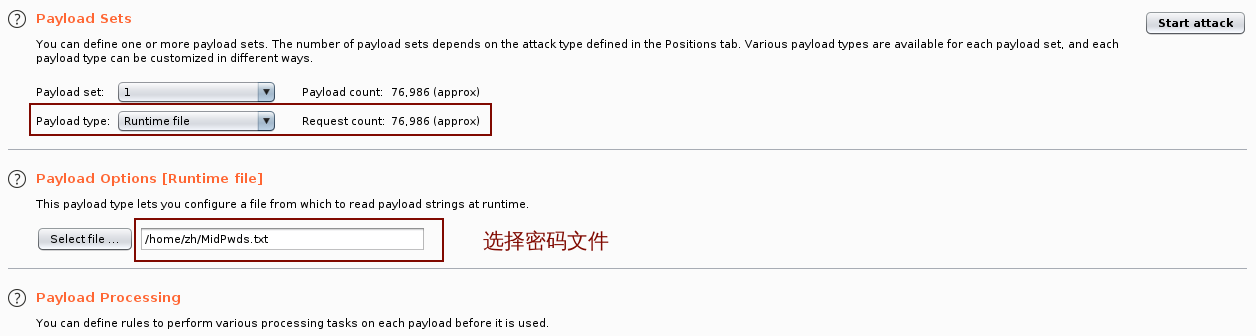 Payload Sets
Start attack
You can define one or more payload sets. The number of payload sets depends on the attack type defined in the Positions tab. Various payload types are available for each payload set, and each
payload type can be customized in different ways.
Payload set: 1 Payload count: 76,986 (approx)
Payload type: Runtime file Request count: 76,986 (approx)
Payload Options [Runtime file]
This payload type lets you configure a file from which to read payload strings at runtime.
Select file ... /home/zh/MidPwds.txt 选择密码文件
Payload Processing
You can define rules to perform various processing tasks on each payload before it is used.